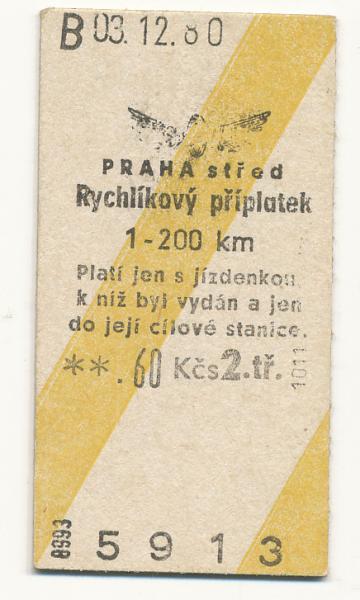 B 03.12.80
PRAHA střed
Rychlíkový příplatek
1-200 km
Platí jen s jízdenkou,
k níž byl vydán a jen
do její cílové stanice.
**.60 Kčs 2.tř.
1011
8993
5913